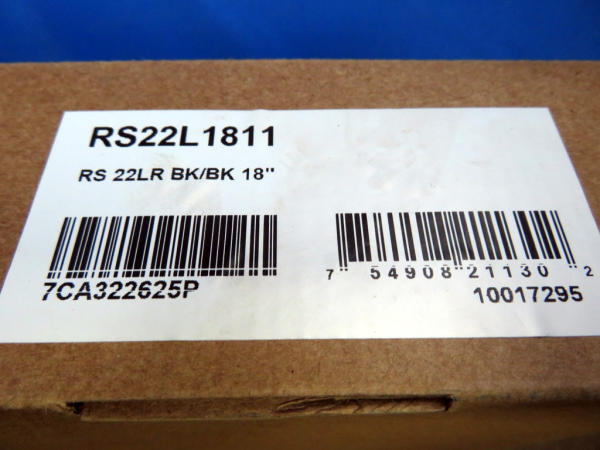 RS22L1811
RS 22LR BK/BK 18"
7CA322625P
7 54908 21130 2
10017295